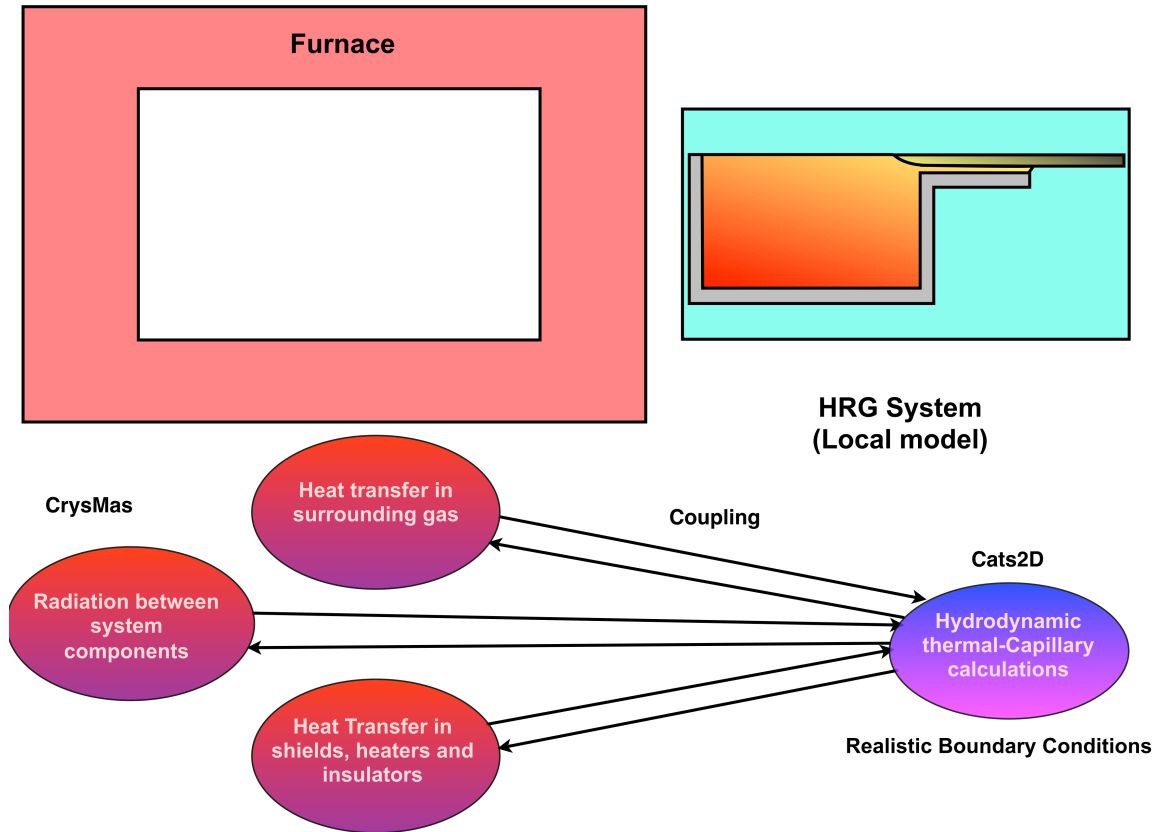 Furnace
HRG System
(Local model)
CrysMas
Heat transfer in
surrounding gas
Coupling
Cats2D
Radiation between
system
components
Hydrodynamic
thermal-Capillary
calculations
Heat Transfer in
shields, heaters and
insulators
Realistic Boundary Conditions